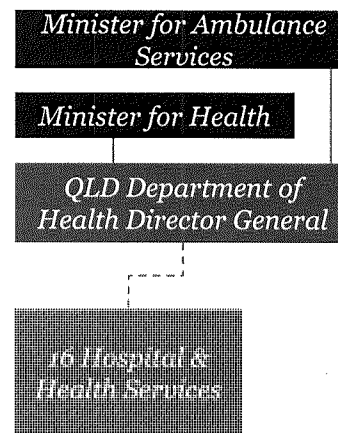 Minister for Ambulance
Services
Minister for Health
QLD Department of
Health Director General
16 Hospital &
Health Services